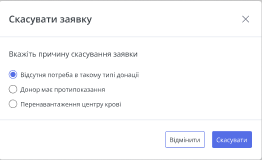 Скасувати заявку
Вкажіть причину скасування заявки
Відсутня потреба в такому типі донації
Донор має протипоказання
Перенавантаження центру крові
Відмінити
Скасувати